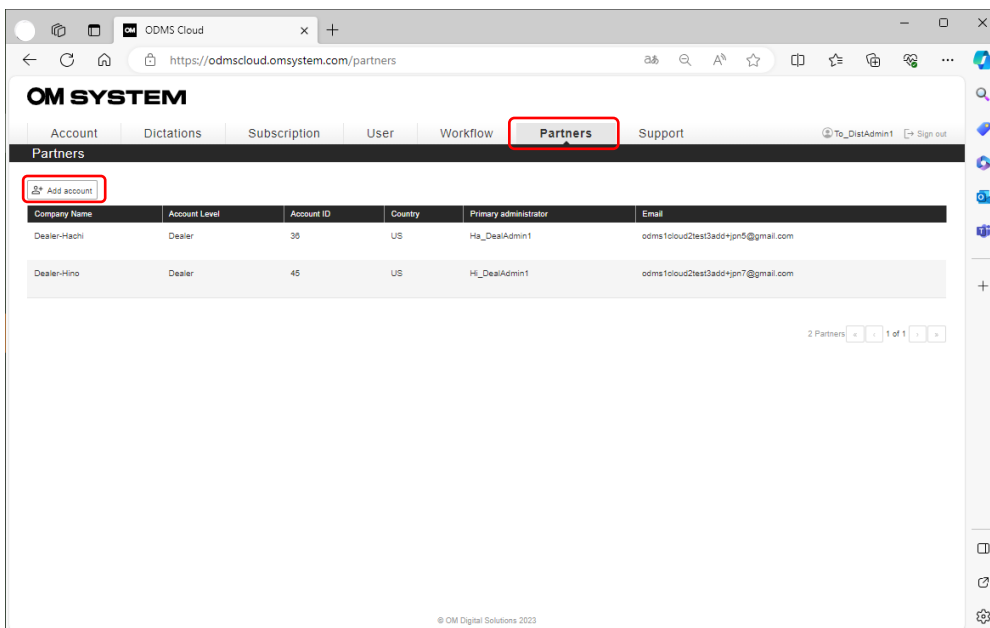 OM ODMS Cloud
https://odmscloud.omsystem.com/partners
OM SYSTEM
Account Dictations Subscription User Workflow Partners Support To_DistAdmin1 Sign out
Partners
Add account
Company Name Account Level Account ID Country Primary administrator Email
Dealer-Hachi Dealer 36 US Ha_DealAdmin1 odms1cloud2test3add+jpn5@gmail.com
Dealer-Hino Dealer 45 US Hi_DealAdmin1 odms1cloud2test3add+jpn7@gmail.com
2 Partners « ‹ 1 of 1 › »
© OM Digital Solutions 2023